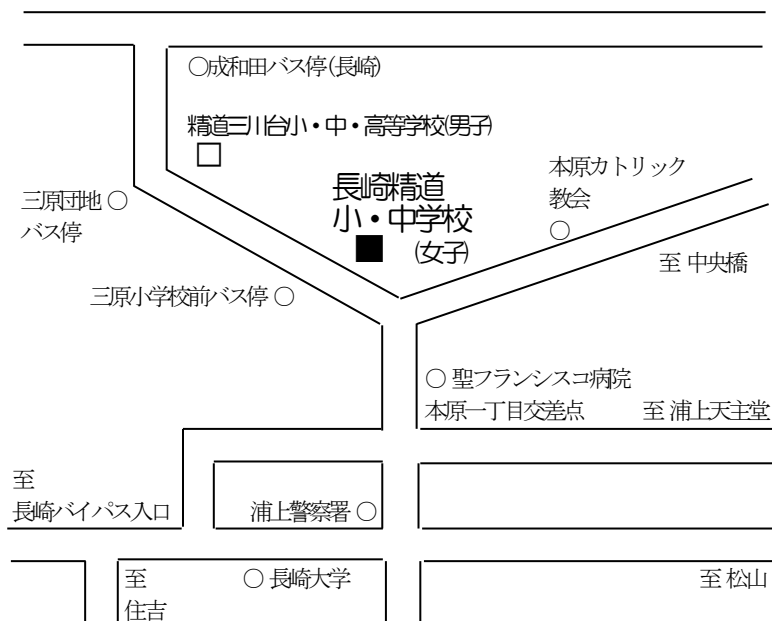 ○成和田バス停(長崎)
精道三川台小・中・高等学校(男子)
□
長崎精道
小・中学校
■ (女子)
本原カトリック
教会
○
三原団地 ○
バス停
至 中央橋
三原小学校前バス停 ○
○ 聖フランシスコ病院
本原一丁目交差点
至 浦上天主堂
至
長崎バイパス入口
浦上警察署 ○
至
住吉
○ 長崎大学
至 松山